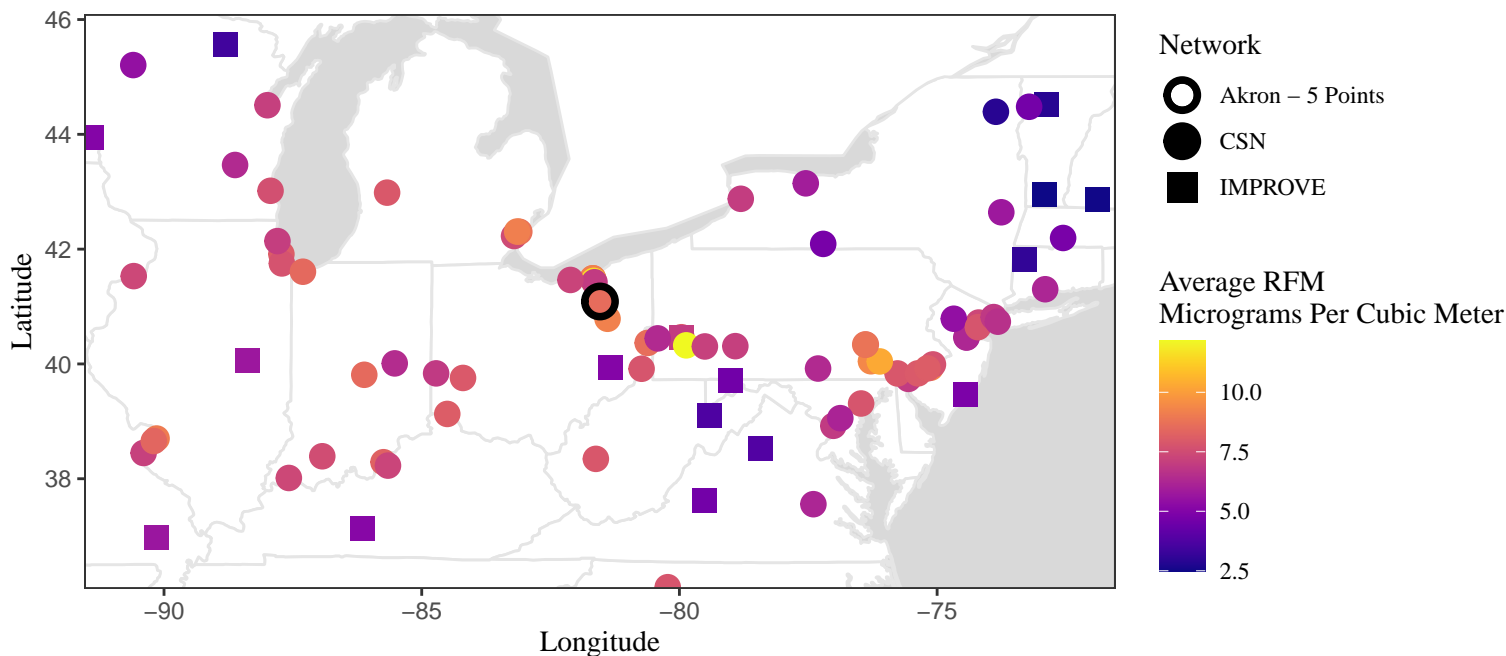 46
44
42
40
38
Latitude
−90
−85
−80
−75
Longitude
Network
Akron − 5 Points
CSN
IMPROVE
Average RFM
Micrograms Per Cubic Meter
10.0
7.5
5.0
2.5